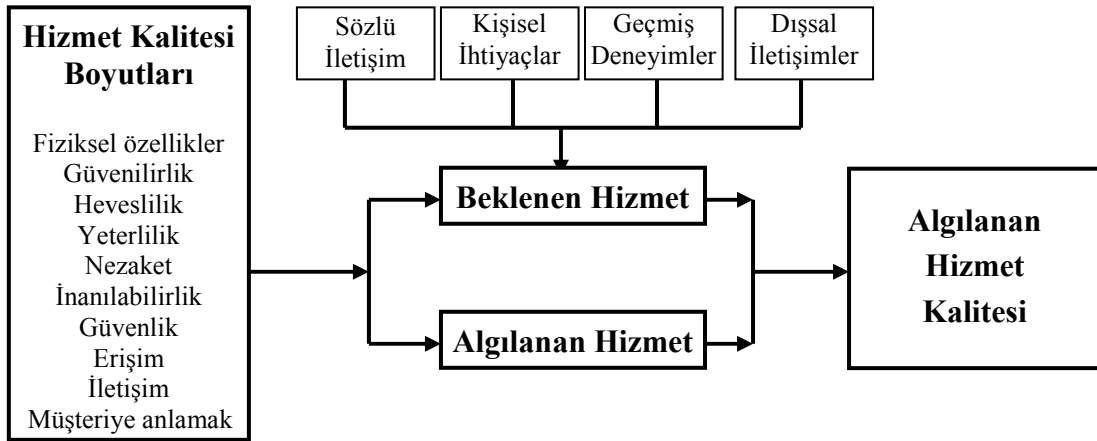 Hizmet Kalitesi
Boyutları
Fiziksel özellikler
Güvenilirlik
Heveslilik
Yeterlilik
Nezaket
İnanılabilirlik
Güvenlik
Erişim
İletişim
Müşteriye anlamak
Sözlü
İletişim
Kişisel
İhtiyaçlar
Geçmiş
Deneyimler
Dışsal
İletişimler
Beklenen Hizmet
Algılanan Hizmet
Algılanan
Hizmet
Kalitesi